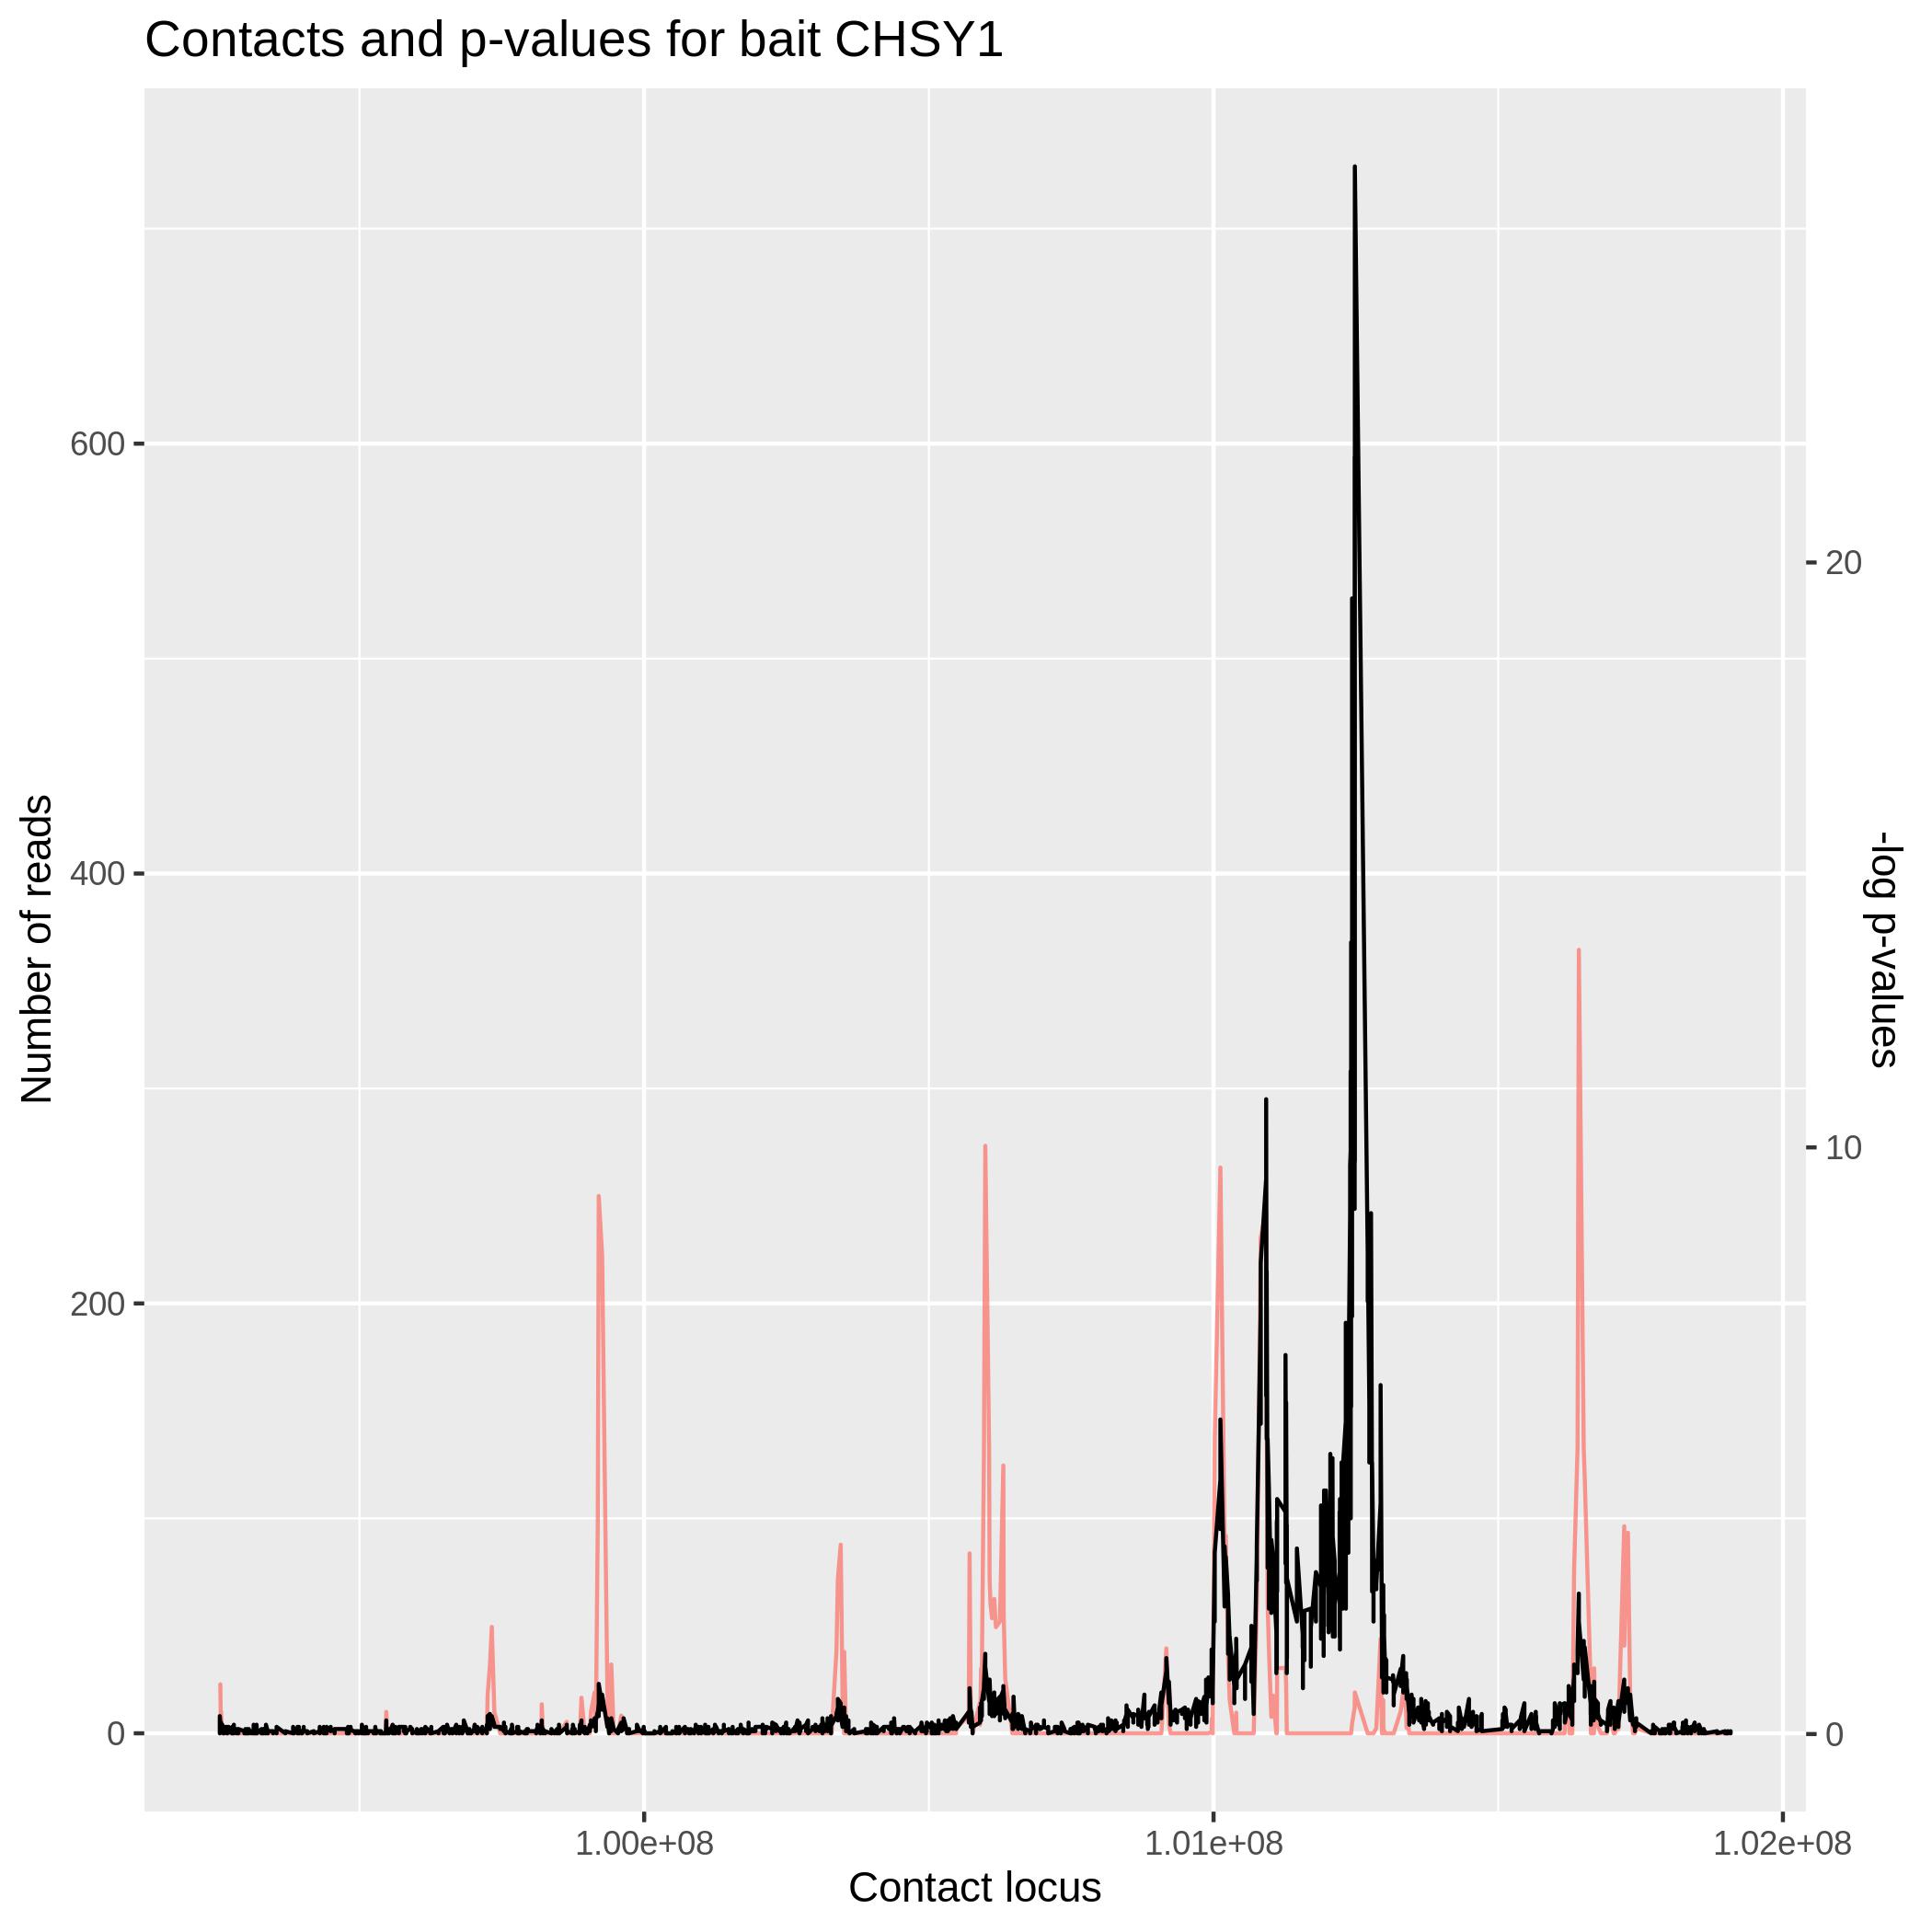 Contacts and p-values for bait CHSY1
Number of reads
600
400
200
0
20
10
0
-log p-values
1.00e+08
1.01e+08
1.02e+08
Contact locus